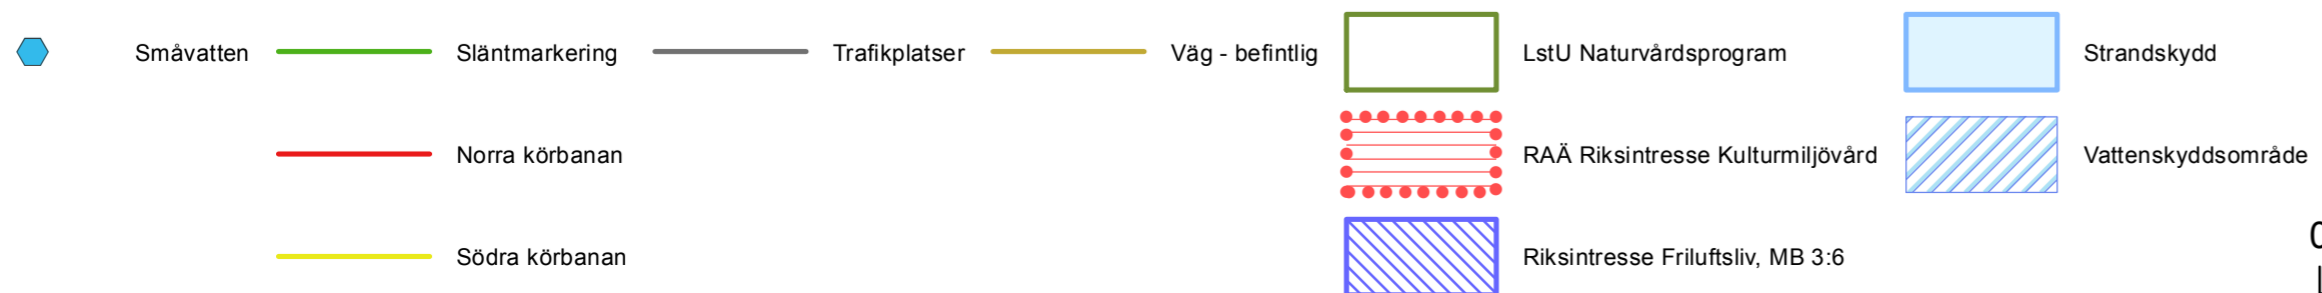 Småvatten Släntmarkering Trafikplatser Väg - befintlig LstU Naturvårdsprogram Strandskydd
Norra körbanan RAÄ Riksintresse Kulturmiljövård Vattenskyddsområde
Södra körbanan Riksintresse Friluftsliv, MB 3:6